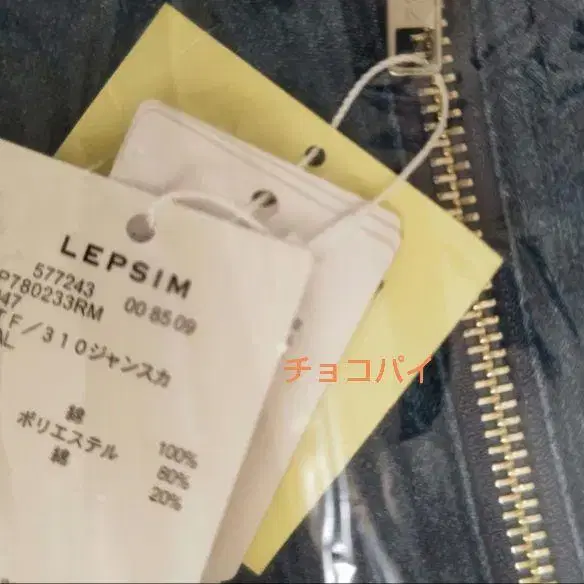 LEPSIM
577243
P780233RM 00 85 09
47
F/310ジャンスカ
AL
綿 100%
ポリエステル 80%
綿 20%
チョコパイ